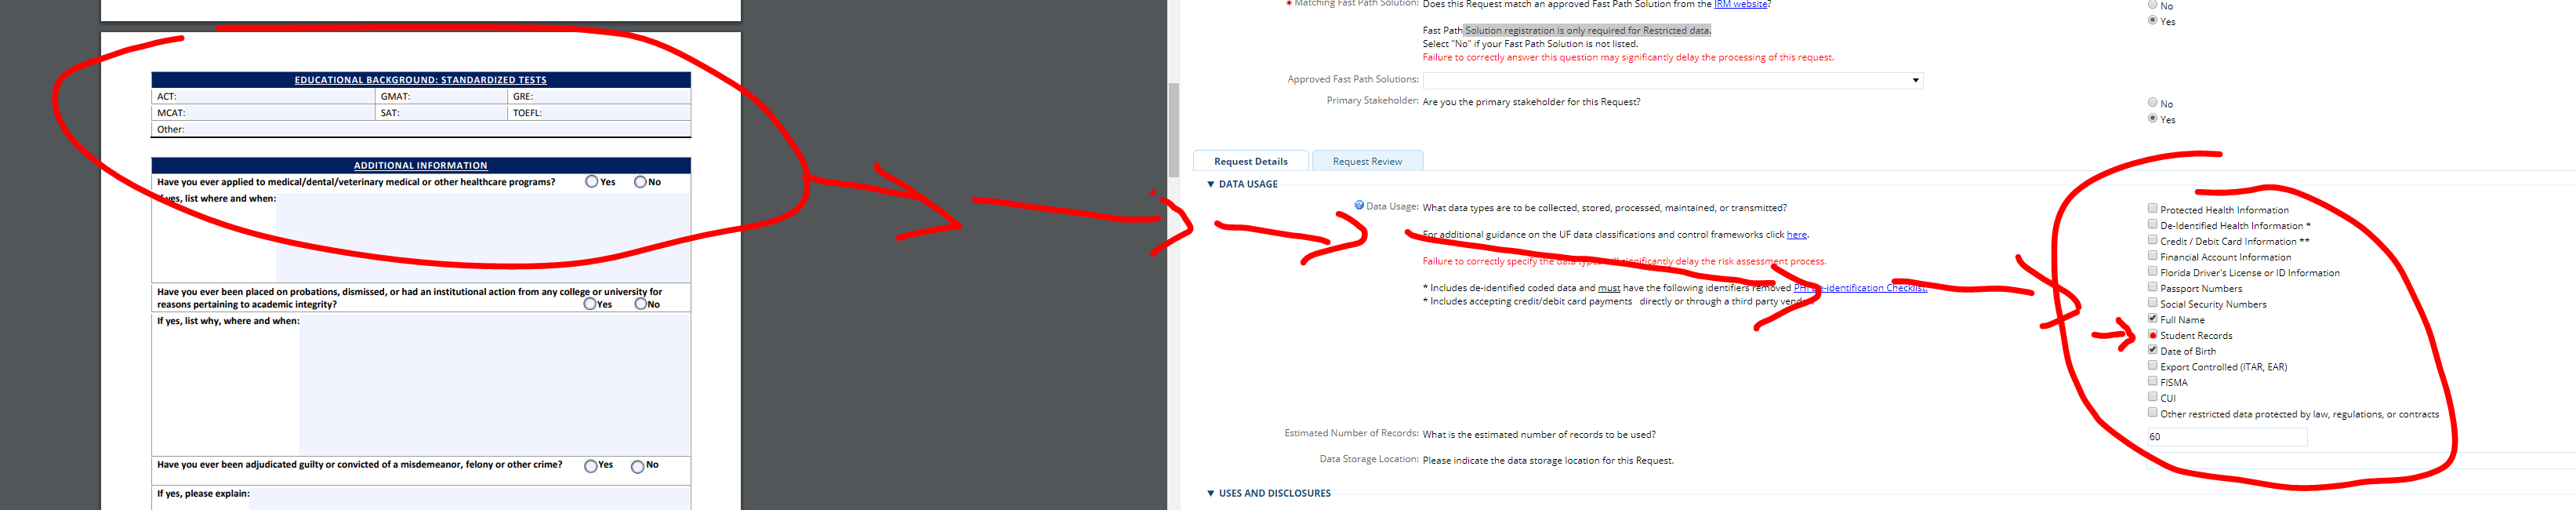 EDUCATIONAL BACKGROUND: STANDARDIZED TESTS
ACT: GMAT: GRE:
MCAT: SAT: TOEFL:
Other:
ADDITIONAL INFORMATION
Have you ever applied to medical/dental/veterinary medical or other healthcare programs? Yes No
If yes, list where and when:
Have you ever been placed on probations, dismissed, or had an institutional action from any college or university for
reasons pertaining to academic integrity? Yes No
If yes, list why, where and when:
Have you ever been adjudicated guilty or convicted of a misdemeanor, felony or other crime? Yes No
If yes, please explain:
* Matching Fast Path Solution: Does this Request match an approved Fast Path Solution from the IRM website?
No
Yes
Fast Path Solution registration is only required for Restricted data.
Select "No" if your Fast Path Solution is not listed.
Failure to correctly answer this question may significantly delay the processing of this request.
Approved Fast Path Solutions:
Primary Stakeholder: Are you the primary stakeholder for this Request?
No
Yes
Request Details Request Review
DATA USAGE
Data Usage: What data types are to be collected, stored, processed, maintained, or transmitted?
For additional guidance on the UF data classifications and control frameworks click here.
Failure to correctly specify the data types will significantly delay the risk assessment process.
* Includes de-identified coded data and must have the following identifiers removed PHI De-identification Checklist.
* Includes accepting credit/debit card payments directly or through a third party vendor.
Protected Health Information
De-Identified Health Information *
Credit / Debit Card Information **
Financial Account Information
Florida Driver's License or ID Information
Passport Numbers
Social Security Numbers
Full Name
Student Records
Date of Birth
Export Controlled (ITAR, EAR)
FISMA
CUI
Other restricted data protected by law, regulations, or contracts
Estimated Number of Records: What is the estimated number of records to be used?
60
Data Storage Location: Please indicate the data storage location for this Request.
USES AND DISCLOSURES